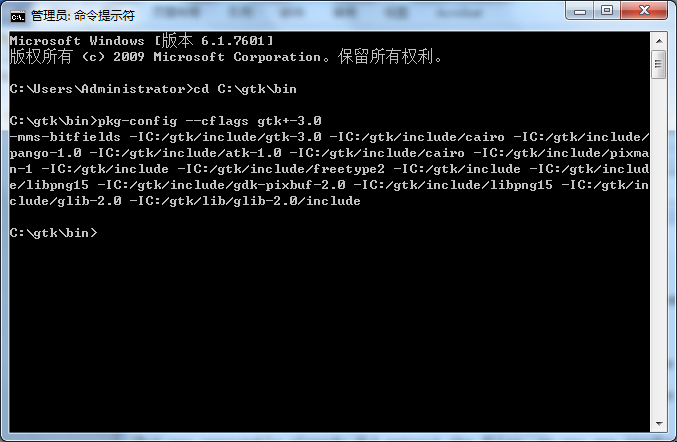 管理员: 命令提示符
Microsoft Windows [版本 6.1.7601]
版权所有 (c) 2009 Microsoft Corporation。保留所有权利。
C:\Users\Administrator>cd C:\gtk\bin
C:\gtk\bin>pkg-config --cflags gtk+-3.0
-mms-bitfields -IC:/gtk/include/gtk-3.0 -IC:/gtk/include/cairo -IC:/gtk/include/
pango-1.0 -IC:/gtk/include/atk-1.0 -IC:/gtk/include/cairo -IC:/gtk/include/pixma
n-1 -IC:/gtk/include -IC:/gtk/include/freetype2 -IC:/gtk/include -IC:/gtk/includ
e/libpng15 -IC:/gtk/include/gdk-pixbuf-2.0 -IC:/gtk/include/libpng15 -IC:/gtk/in
clude/glib-2.0 -IC:/gtk/lib/glib-2.0/include
C:\gtk\bin>